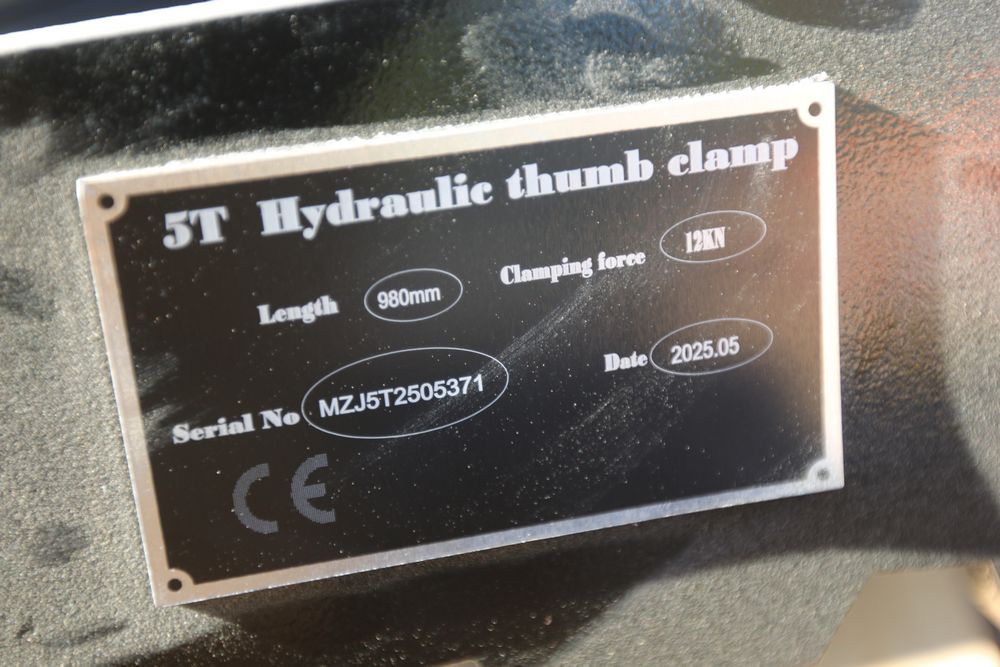 5T Hydraulic thumb clamp
Length 980mm Clamping force 12KN
Serial No MZJ5T2505371 Date 2025.05
CE